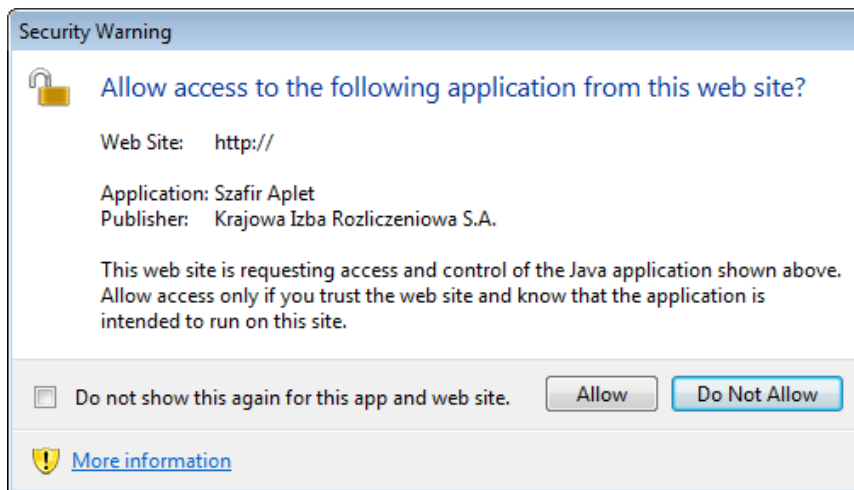 Security Warning
Allow access to the following application from this web site?
Web Site: http://
Application: Szafir Aplet
Publisher: Krajowa Izba Rozliczeniowa S.A.
This web site is requesting access and control of the Java application shown above.
Allow access only if you trust the web site and know that the application is
intended to run on this site.
Do not show this again for this app and web site. Allow Do Not Allow
More information